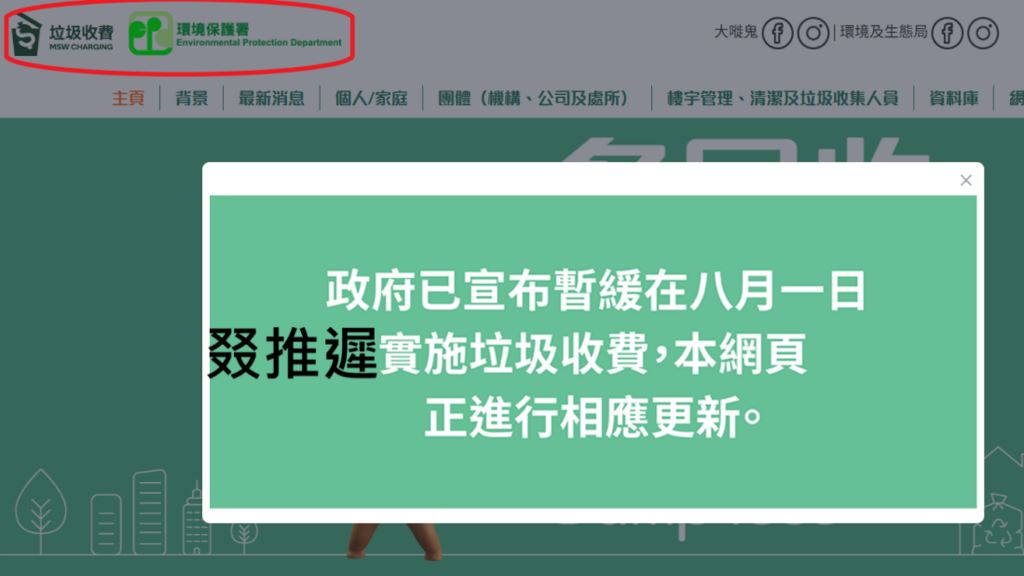 垃圾收費
MSW CHARGING
環境保護署
Environmental Protection Department
大嘥鬼 | 環境及生態局
主頁 | 背景 | 最新消息 | 個人/家庭 | 團體（機構、公司及處所） | 樓宇管理、清潔及垃圾收集人員 | 資料庫 | 網
政府已宣布暫緩在八月一日
叕推遲實施垃圾收費，本網頁
正進行相應更新。